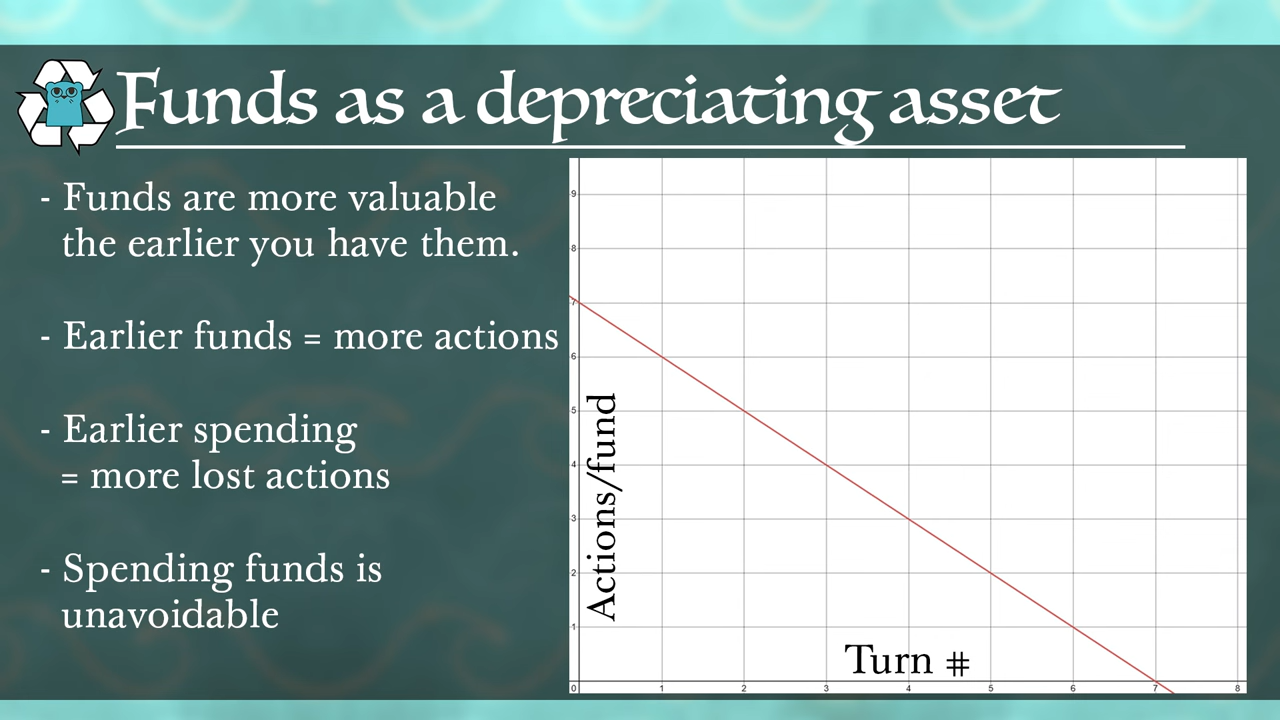 Funds as a depreciating asset
- Funds are more valuable
the earlier you have them.
- Earlier funds = more actions
- Earlier spending
= more lost actions
- Spending funds is
unavoidable
9
8
7
6
5
4
3
2
1
Actions/fund
Turn #
0 1 2 3 4 5 6 7 8